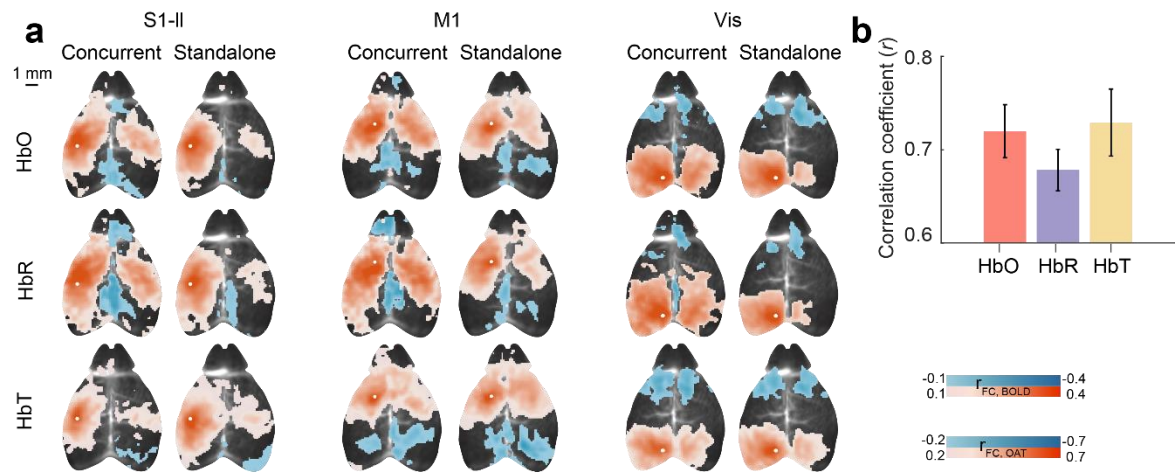 a
S1-ll
M1
Vis
b
Concurrent
Standalone
Concurrent
Standalone
Concurrent
Standalone
1 mm
HbO
HbR
HbT
Correlation coefficient (r)
0.8
0.7
0.6
HbO
HbR
HbT
-0.1
r FC, BOLD
-0.4
0.1
0.4
-0.2
r FC, OAT
-0.7
0.2
0.7